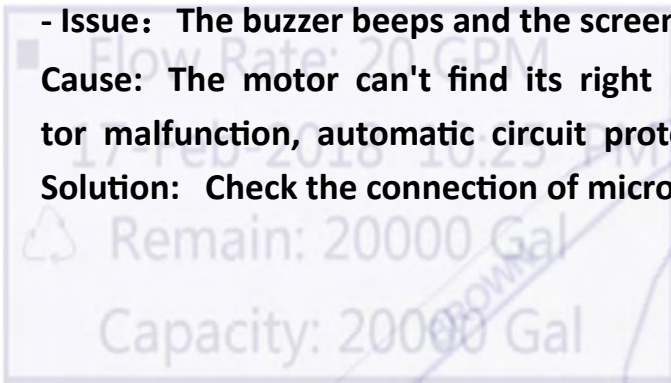 - Issue： The buzzer beeps and the screen
Flow Rate: 20 GPM
Cause: The motor can't find its right
tor malfunction, automatic circuit prot
17-Feb-2018 10:25 PM
Solution: Check the connection of micro
Remain: 20000 Gal
BROWN
Capacity: 20000 Gal